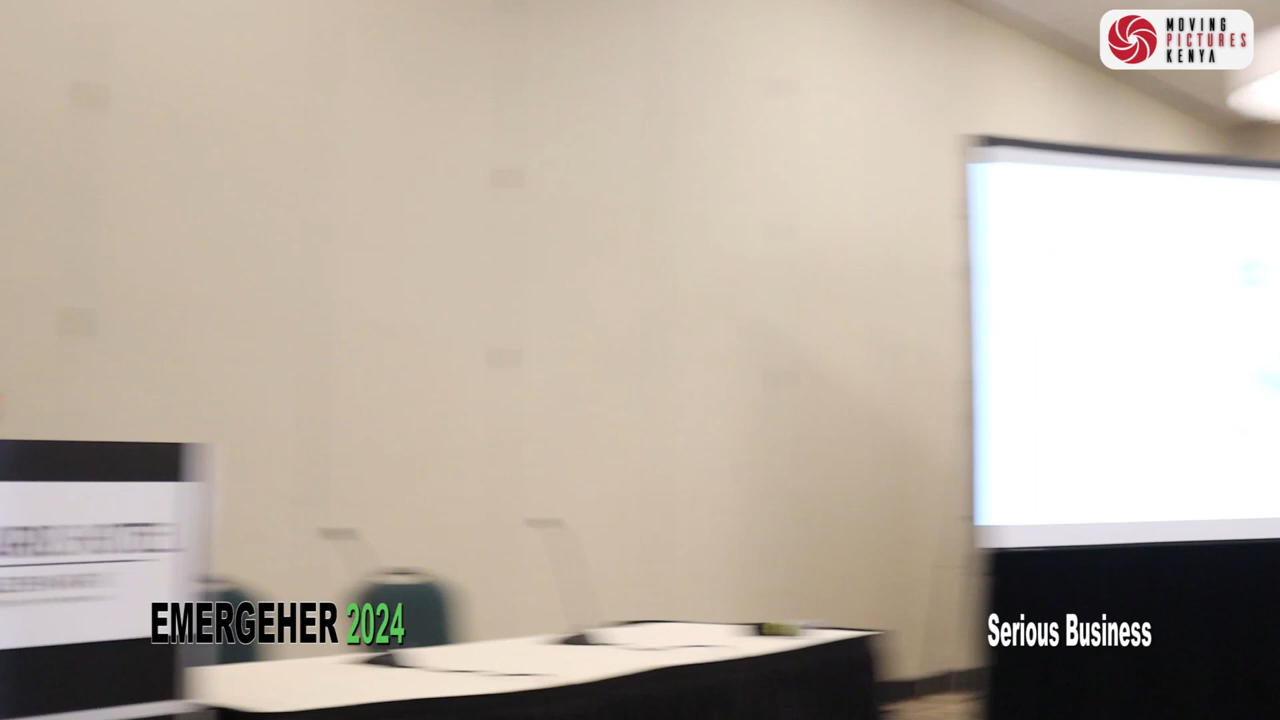 MOVING
PICTURES
KENYA
EMERGEHER 2024
Serious Business